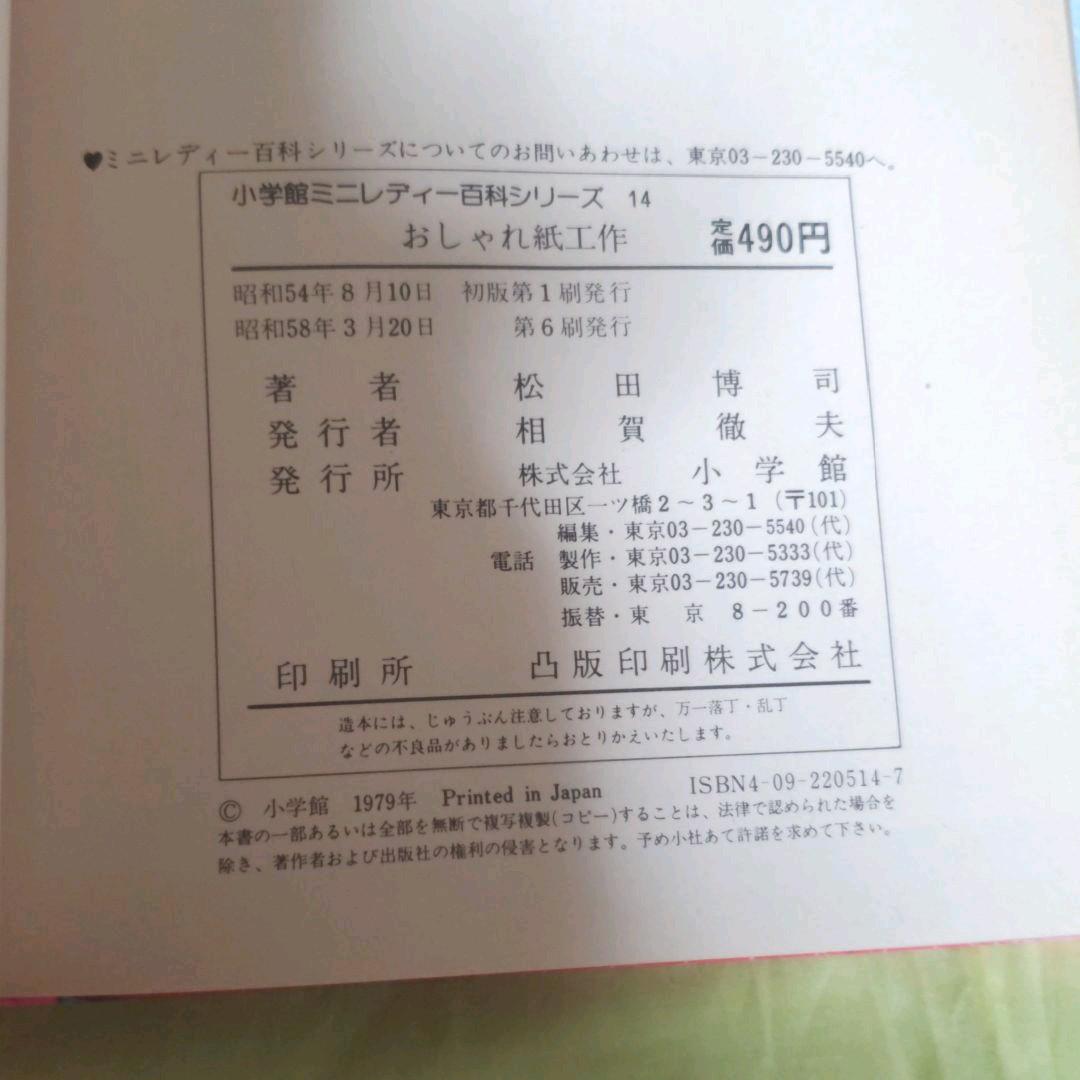 ♥ミニレディー百科シリーズについてのお問いあわせは、東京03－230－5540へ。
小学館ミニレディー百科シリーズ 14
おしゃれ紙工作 定価490円
昭和54年8月10日 初版第1刷発行
昭和58年3月20日 第6刷発行
著者 松田博司
発行者 相賀徹夫
発行所 株式会社 小学館
東京都千代田区一ツ橋2～3～1（〒101）
編集・東京03－230－5540（代）
電話 製作・東京03－230－5333（代）
販売・東京03－230－5739（代）
振替・東京 8－200番
印刷所 凸版印刷株式会社
造本には、じゅうぶん注意しておりますが、万一落丁・乱丁
などの不良品がありましたらおとりかえいたします。
© 小学館 1979年 Printed in Japan ISBN4-09-220514-7
本書の一部あるいは全部を無断で複写複製（コピー）することは、法律で認められた場合を
除き、著作者および出版社の権利の侵害となります。予め小社あて許諾を求めて下さい。